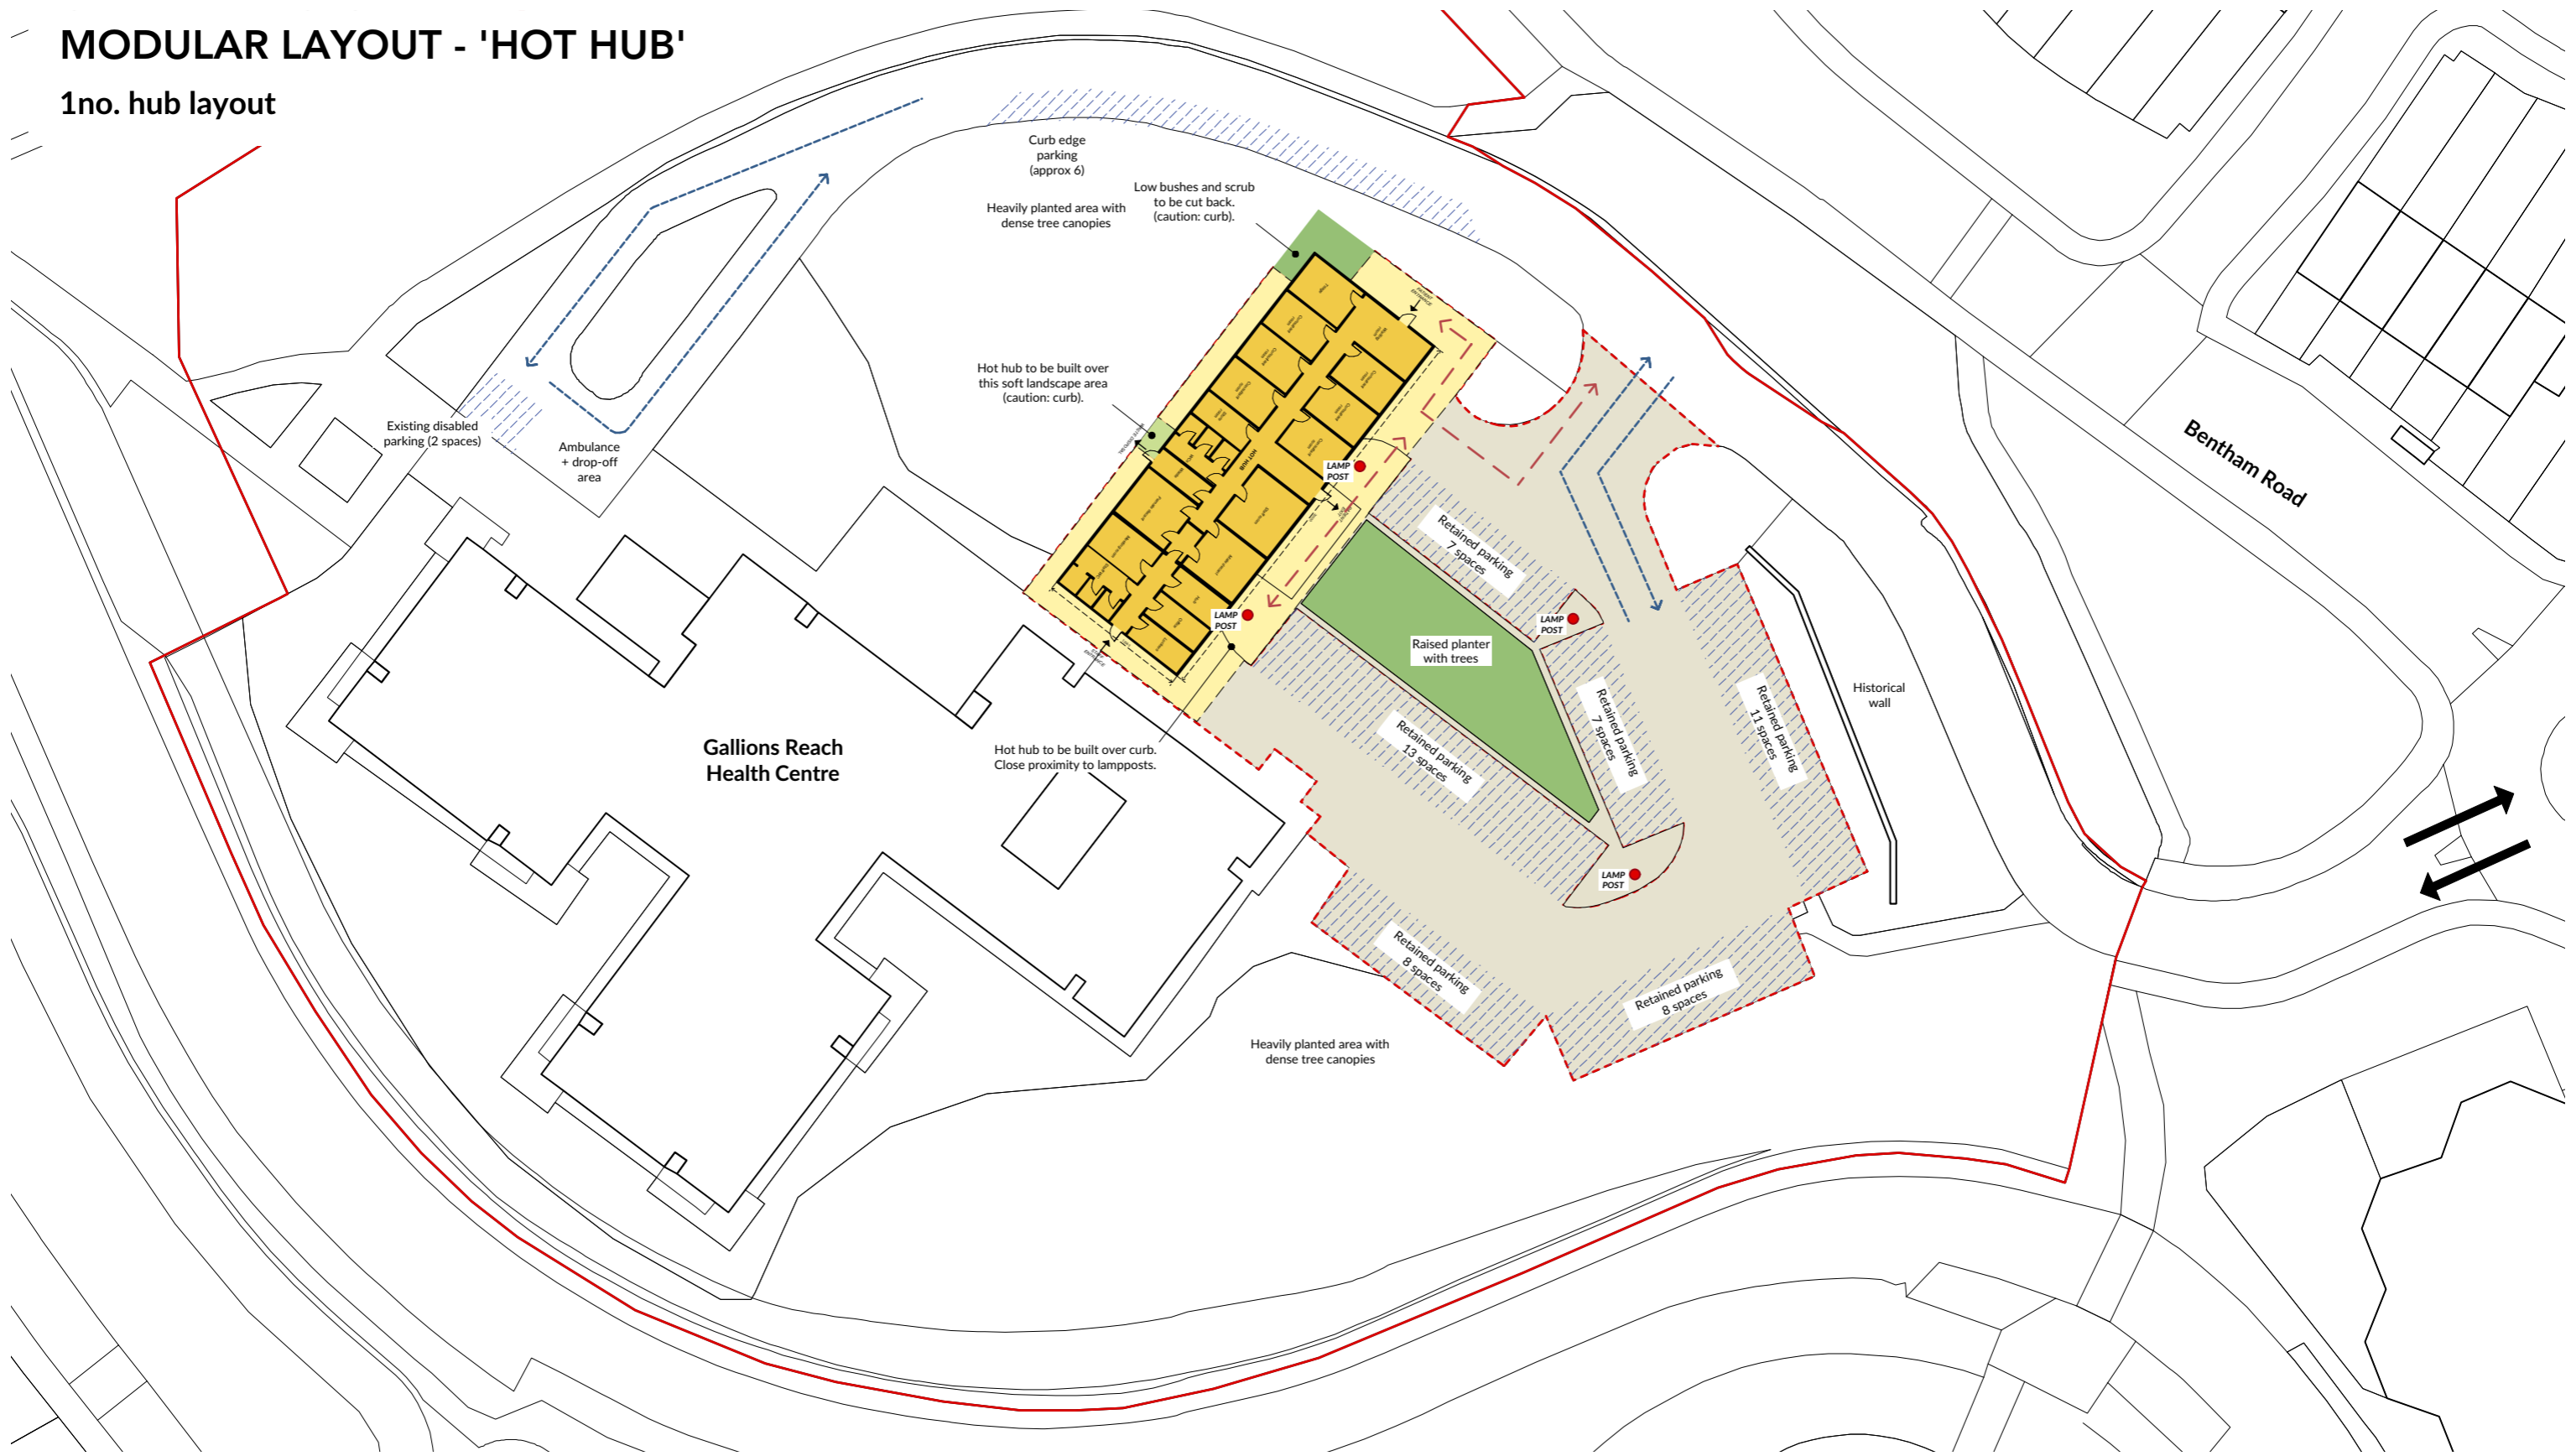 MODULAR LAYOUT - 'HOT HUB'
1no. hub layout
Curb edge
parking
(approx 6)
Low bushes and scrub
to be cut back.
(caution: curb).
Heavily planted area with
dense tree canopies
Hot hub to be built over
this soft landscape area
(caution: curb).
Existing disabled
parking (2 spaces)
Ambulance
+ drop-off
area
HOT HUB
LAMP
POST
LAMP
POST
LAMP
POST
LAMP
POST
Retained parking
7 spaces
Raised planter
with trees
Retained parking
7 spaces
Retained parking
11 spaces
Retained parking
13 spaces
Historical
wall
Bentham Road
Gallions Reach
Health Centre
Hot hub to be built over curb.
Close proximity to lampposts.
Retained parking
8 spaces
Retained parking
8 spaces
Heavily planted area with
dense tree canopies